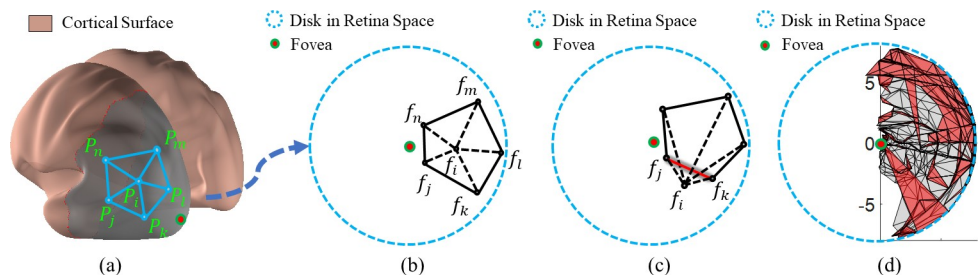 Cortical Surface
Disk in Retina Space
Fovea
Disk in Retina Space
Fovea
Disk in Retina Space
Fovea
P_n
P_m
P_i
P_l
P_j
P_k
f_m
f_n
f_i
f_l
f_j
f_k
f_j
f_k
f_i
5
0
-5
(a)
(b)
(c)
(d)